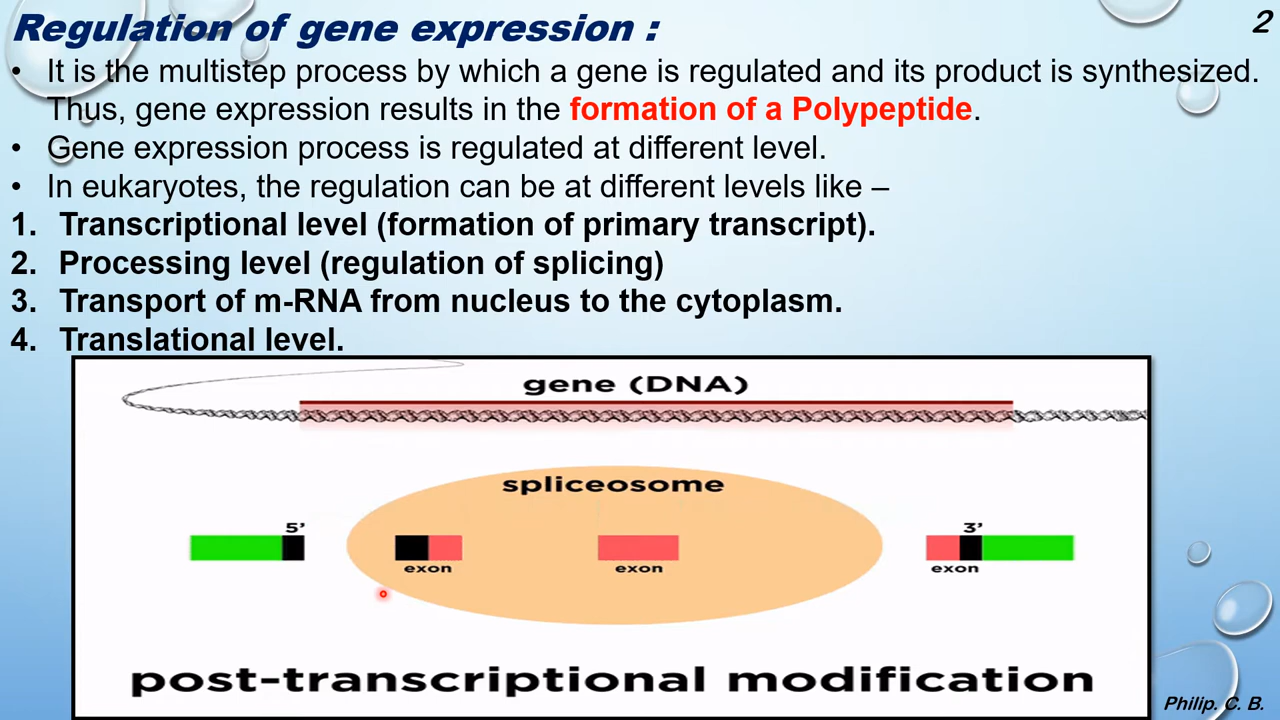 Regulation of gene expression :
2
• It is the multistep process by which a gene is regulated and its product is synthesized.
Thus, gene expression results in the formation of a Polypeptide.
• Gene expression process is regulated at different level.
• In eukaryotes, the regulation can be at different levels like –
1. Transcriptional level (formation of primary transcript).
2. Processing level (regulation of splicing)
3. Transport of m-RNA from nucleus to the cytoplasm.
4. Translational level.
gene (DNA)
spliceosome
5’ 3’
exon exon exon
post-transcriptional modification
Philip. C. B.